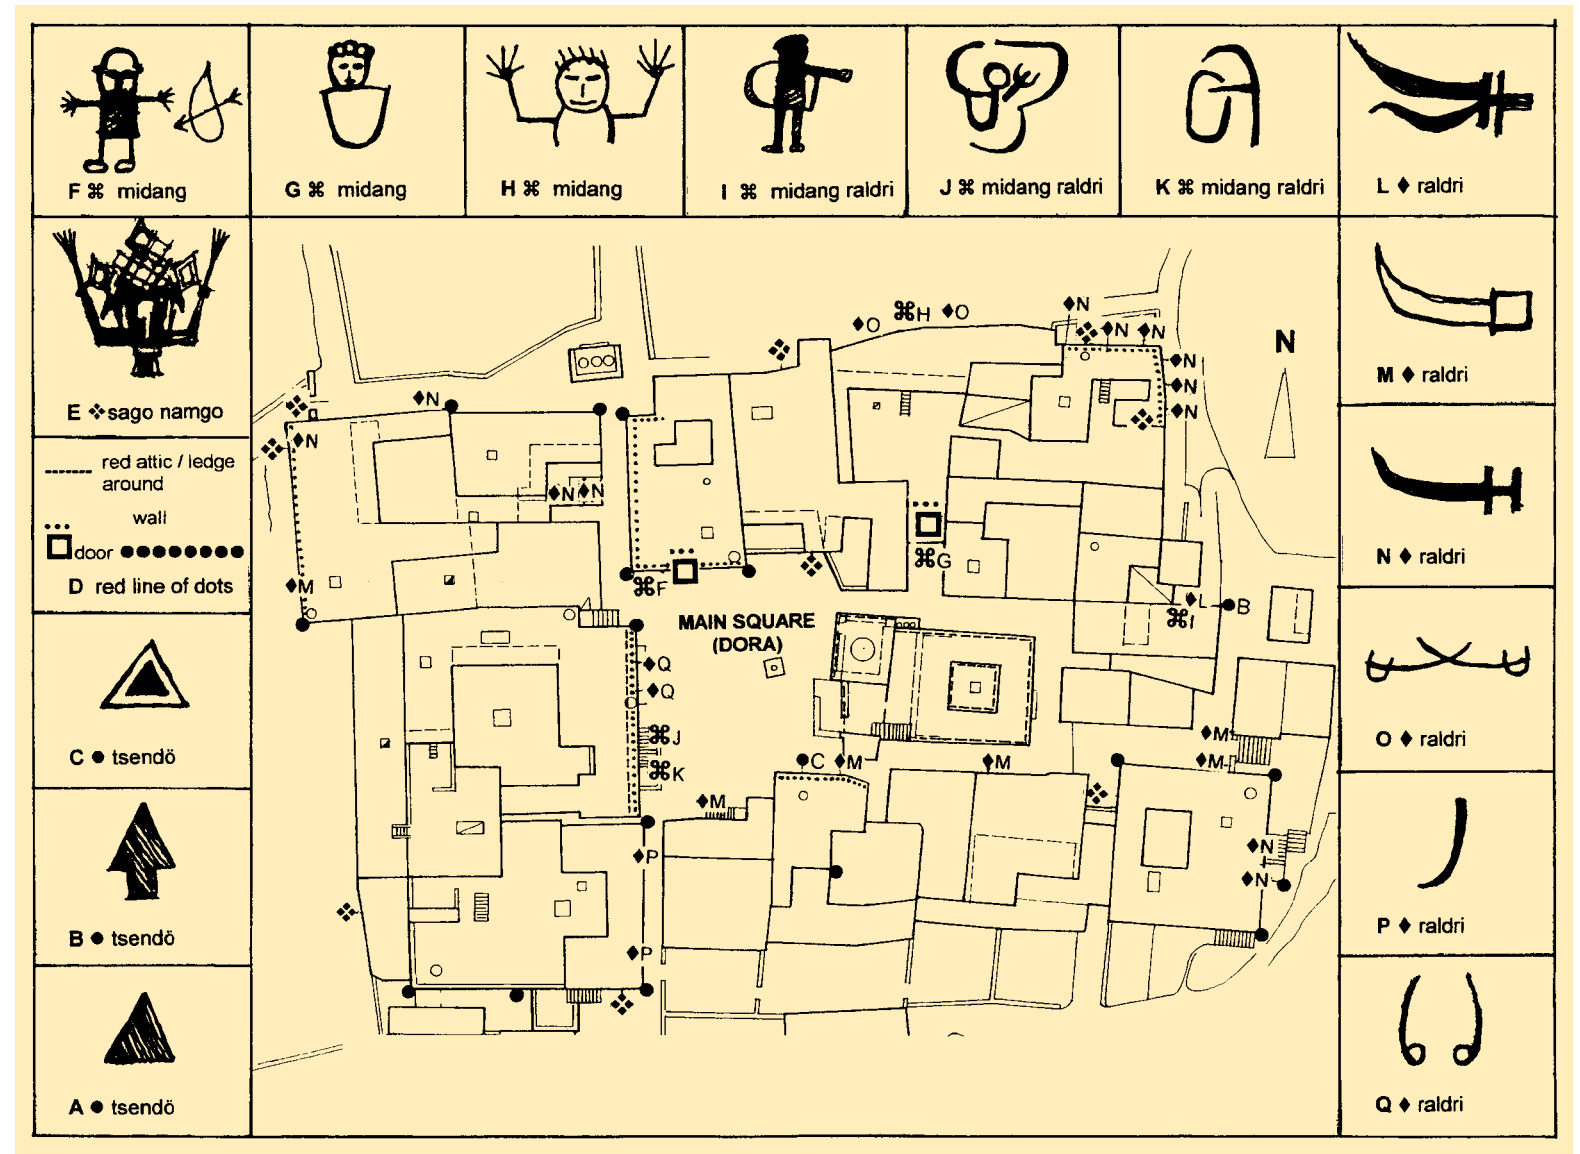 F ⌘ midang
G ⌘ midang
H ⌘ midang
I ⌘ midang raldri
J ⌘ midang raldri
K ⌘ midang raldri
L ♦ raldri
E ❖ sago namgo
red attic / ledge
around
wall
door ●●●●●●●●
D red line of dots
C ● tsendö
B ● tsendö
A ● tsendö
M ♦ raldri
N ♦ raldri
O ♦ raldri
P ♦ raldri
Q ♦ raldri
♦O
⌘H
♦O
♦N
♦N
♦N
N
♦N
♦N
♦N
♦N
♦N
♦N
♦N
⌘G
♦M
⌘F
♦L
●B
⌘I
MAIN SQUARE
(DORA)
♦Q
♦Q
⌘J
⌘K
♦M
♦M
●C
♦M
♦M
♦M
♦P
♦N
♦N
♦P